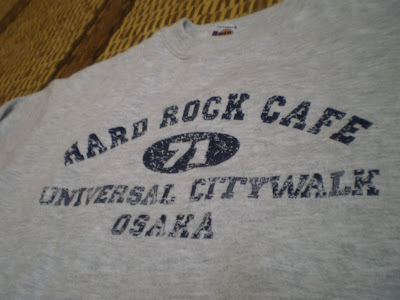 HARD ROCK CAFE
71
UNIVERSAL CITYWALK
OSAKA